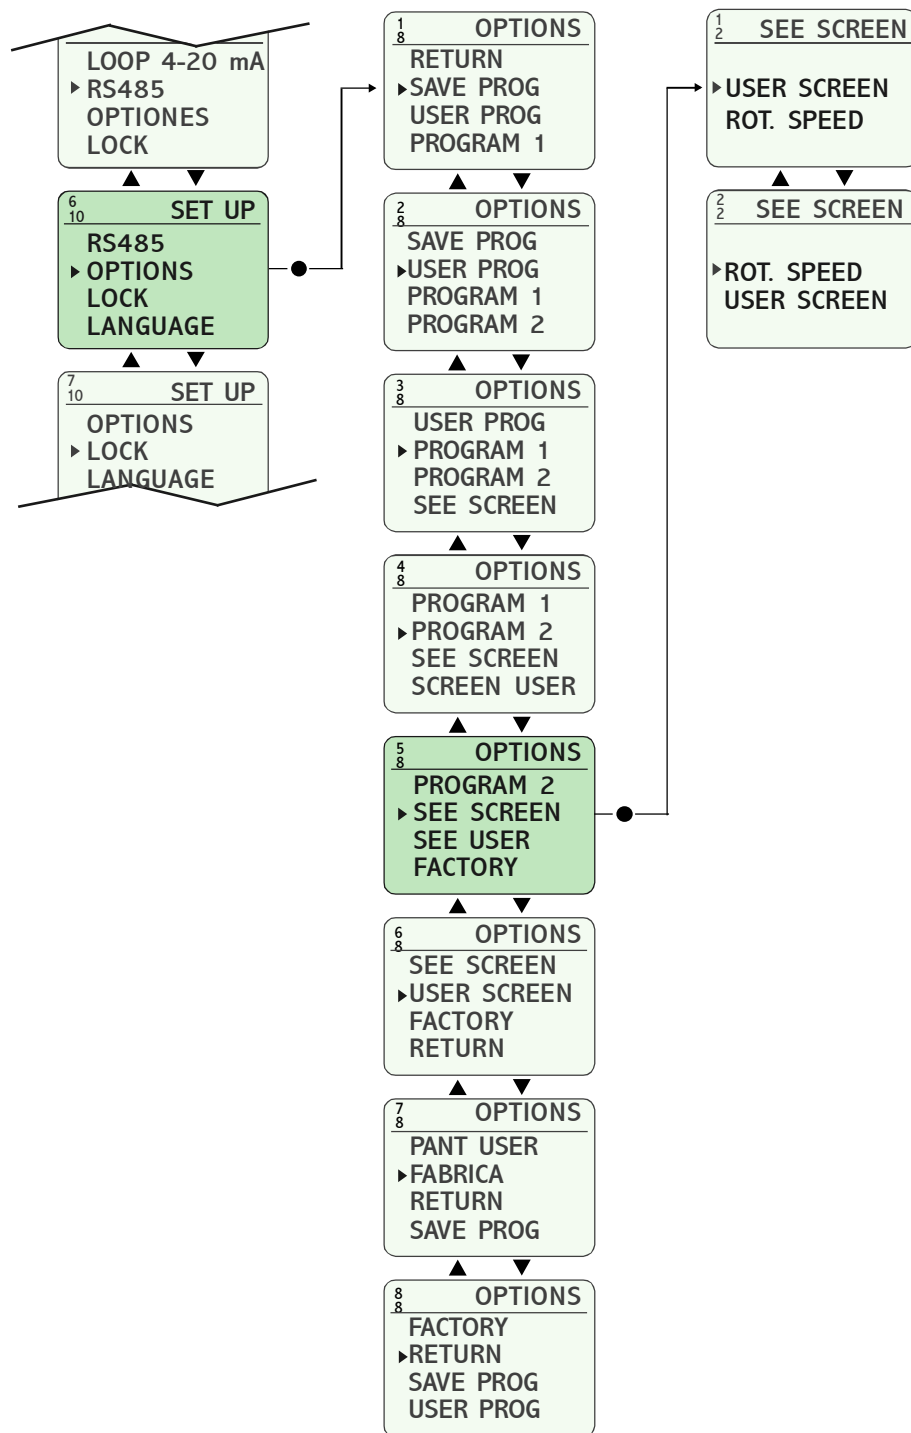 LOOP 4-20 mA
RS485
OPTIONES
LOCK
6
10
SET UP
RS485
OPTIONS
LOCK
LANGUAGE
7
10
SET UP
OPTIONS
LOCK
LANGUAGE
1
8
OPTIONS
RETURN
SAVE PROG
USER PROG
PROGRAM 1
2
8
OPTIONS
SAVE PROG
USER PROG
PROGRAM 1
PROGRAM 2
3
8
OPTIONS
USER PROG
PROGRAM 1
PROGRAM 2
SEE SCREEN
4
8
OPTIONS
PROGRAM 1
PROGRAM 2
SEE SCREEN
SCREEN USER
5
8
OPTIONS
PROGRAM 2
SEE SCREEN
SEE USER
FACTORY
6
8
OPTIONS
SEE SCREEN
USER SCREEN
FACTORY
RETURN
7
8
OPTIONS
PANT USER
FABRICA
RETURN
SAVE PROG
8
8
OPTIONS
FACTORY
RETURN
SAVE PROG
USER PROG
1
2
SEE SCREEN
USER SCREEN
ROT. SPEED
2
2
SEE SCREEN
ROT. SPEED
USER SCREEN